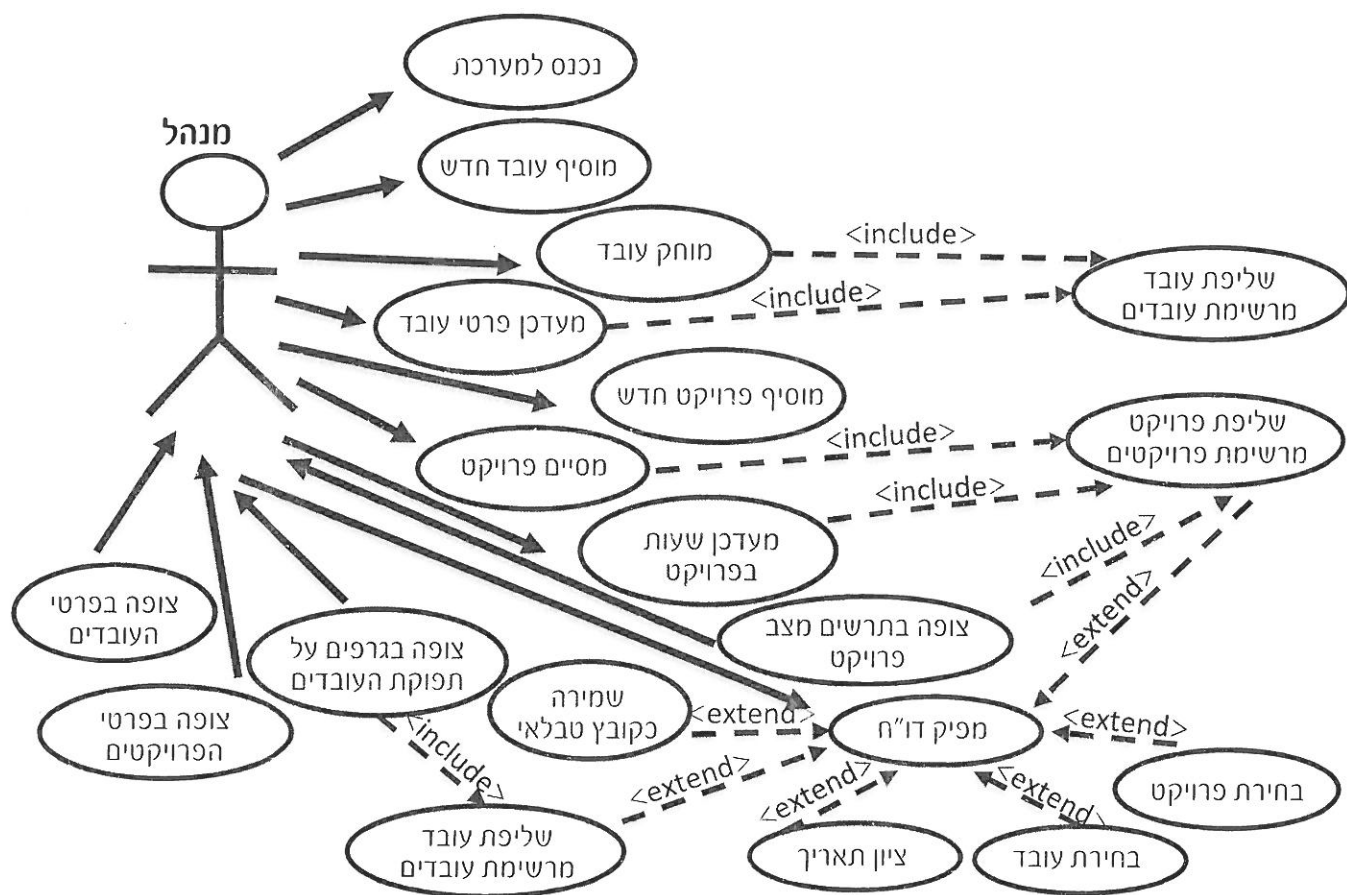 נכנס למערכת
מנהל
מוסיף עובד חדש
מוחק עובד
<include>
שליפת עובד
מרשימת עובדים
מעדכן פרטי עובד
<include>
מוסיף פרויקט חדש
שליפת פרויקט
מרשימת פרויקטים
מסיים פרויקט
<include>
<include>
מעדכן שעות
בפרויקט
<include>
<extend>
צופה בפרטי
העובדים
צופה בגרפים על
תפוקת העובדים
צופה בתרשים מצב
פרויקט
צופה בפרטי
הפרויקטים
שמירה
כקובץ טבלאי
<extend>
מפיק דו"ח
<extend>
בחירת פרויקט
<include>
<extend>
<extend>
<extend>
שליפת עובד
מרשימת עובדים
ציון תאריך
בחירת עובד